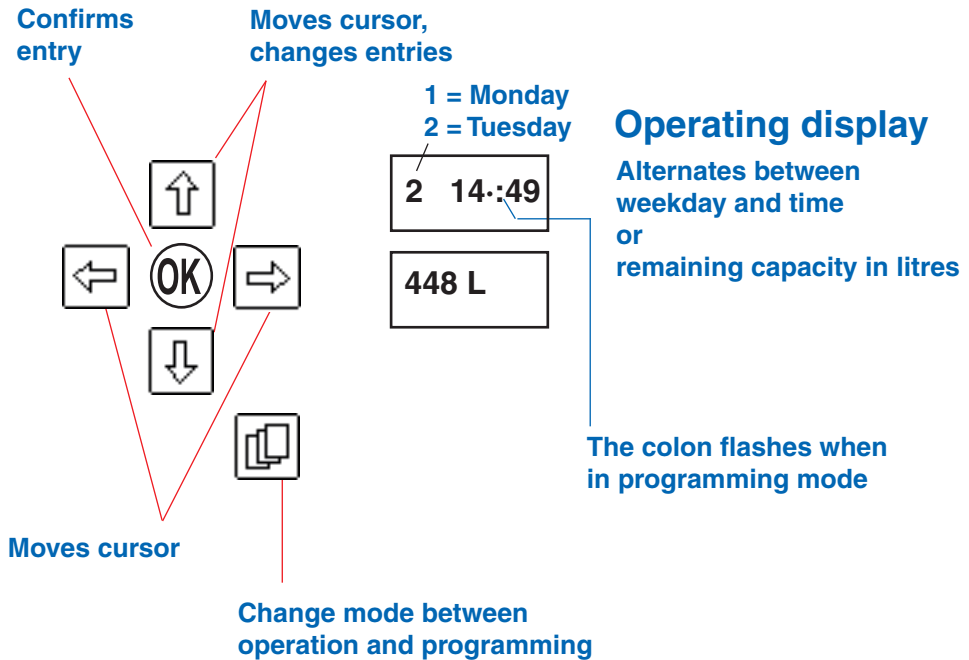 Confirms
entry
Moves cursor,
changes entries
1 = Monday
2 = Tuesday
Operating display
Alternates between
weekday and time
or
remaining capacity in litres
2 14·:49
OK
448 L
The colon flashes when
in programming mode
Moves cursor
Change mode between
operation and programming